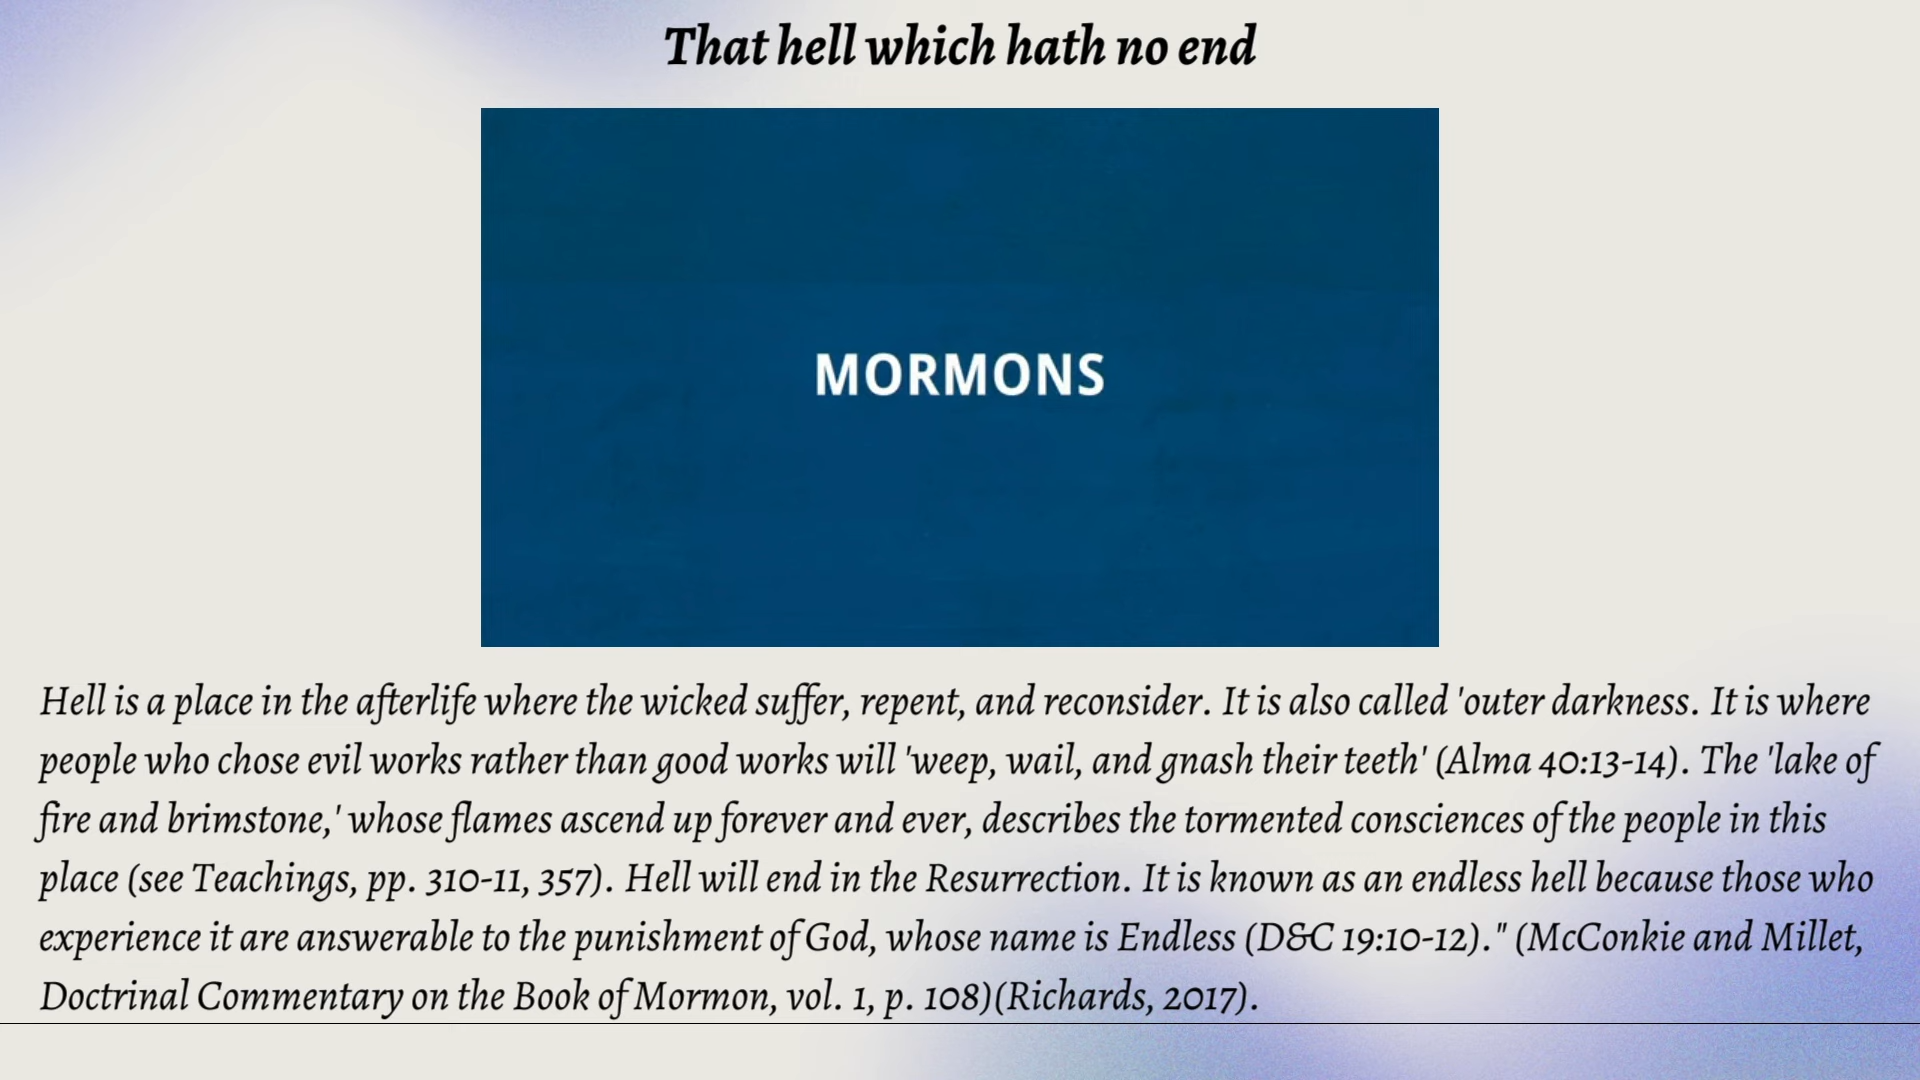 That hell which hath no end
MORMONS
Hell is a place in the afterlife where the wicked suffer, repent, and reconsider. It is also called 'outer darkness. It is where
people who chose evil works rather than good works will 'weep, wail, and gnash their teeth' (Alma 40:13-14). The 'lake of
fire and brimstone,' whose flames ascend up forever and ever, describes the tormented consciences of the people in this
place (see Teachings, pp. 310-11, 357). Hell will end in the Resurrection. It is known as an endless hell because those who
experience it are answerable to the punishment of God, whose name is Endless (D&C 19:10-12)." (McConkie and Millet,
Doctrinal Commentary on the Book of Mormon, vol. 1, p. 108)(Richards, 2017).